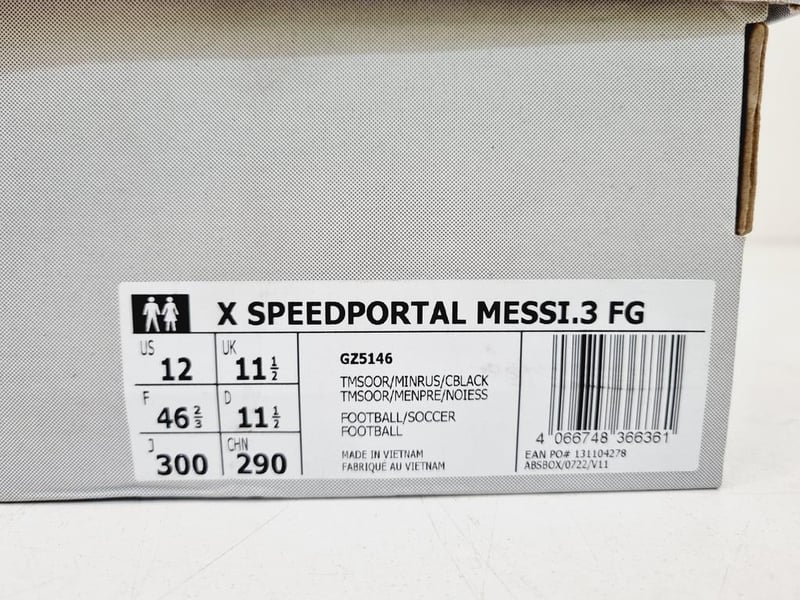 X SPEEDPORTAL MESSI.3 FG
US 12 UK 11 1/2
F 46 2/3 D 11 1/2
J 300 CHN 290
GZ5146
TMSOOR/MINRUS/CBLACK
TMSOOR/MENPRE/NOIESS
FOOTBALL/SOCCER
FOOTBALL
MADE IN VIETNAM
FABRIQUE AU VIETNAM
4 066748 366361
EAN PO# 131104278
ABSBOX/0722/V11